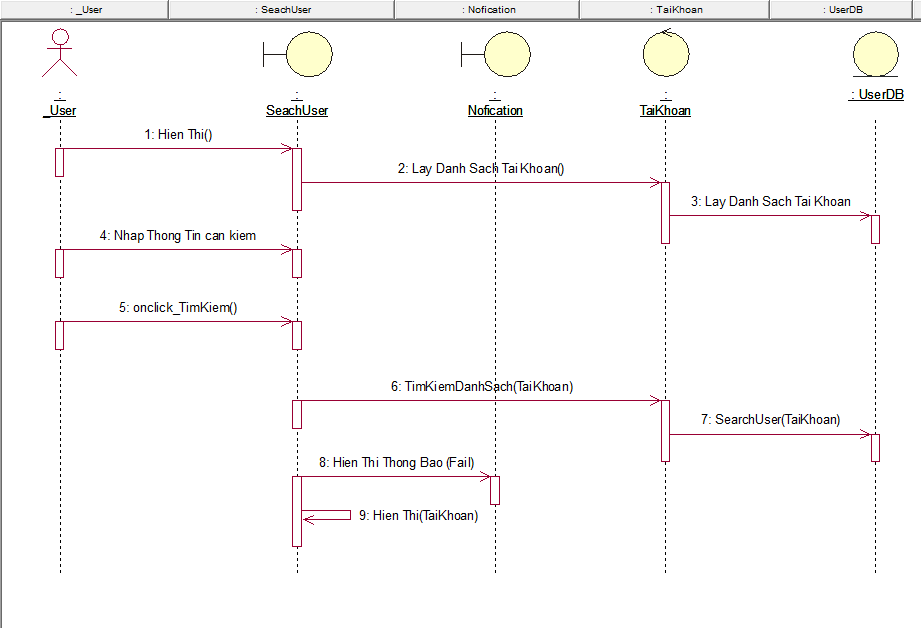 : _User
: SeachUser
: Nofication
: TaiKhoan
: UserDB
:
_User
:
SeachUser
:
Nofication
:
TaiKhoan
: UserDB
1: Hien Thi()
2: Lay Danh Sach Tai Khoan()
3: Lay Danh Sach Tai Khoan
4: Nhap Thong Tin can kiem
5: onclick_TimKiem()
6: TimKiemDanhSach(TaiKhoan)
7: SearchUser(TaiKhoan)
8: Hien Thi Thong Bao (Fail)
9: Hien Thi(TaiKhoan)